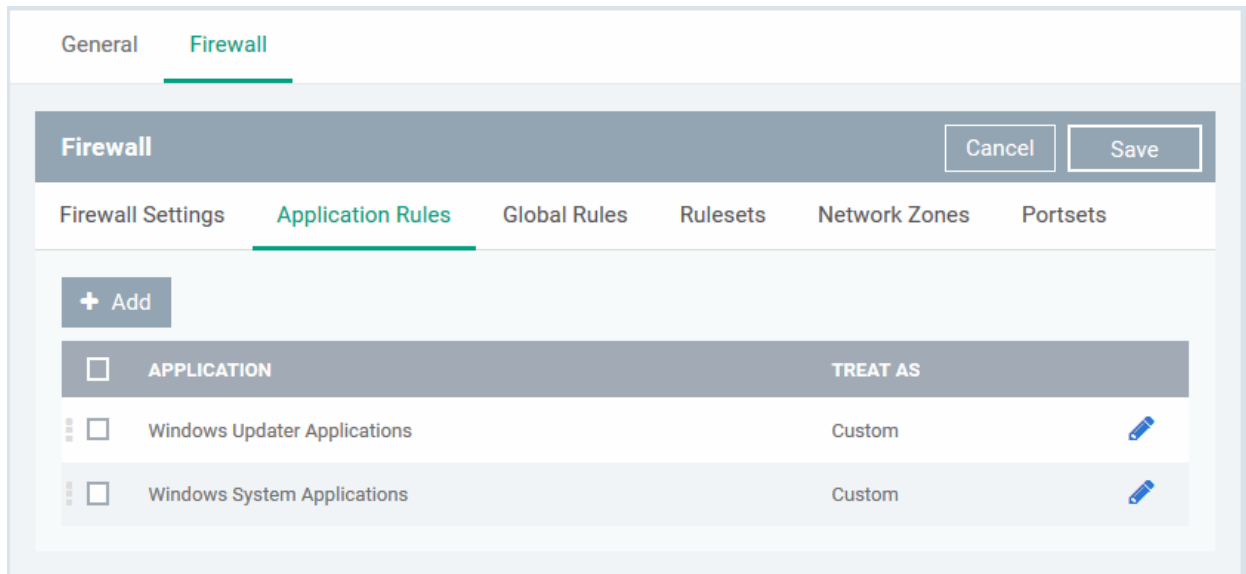 General Firewall
Firewall Cancel Save
Firewall Settings Application Rules Global Rules Rulesets Network Zones Portsets
+ Add
APPLICATION TREAT AS
Windows Updater Applications Custom
Windows System Applications Custom